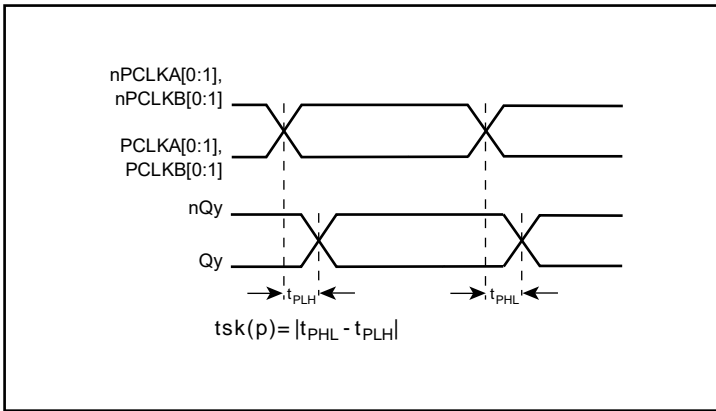 nPCLKA[0:1],
nPCLKB[0:1]
PCLKA[0:1],
PCLKB[0:1]
nQy
Qy
tPLH
tPHL
tsk(p)= |tPHL - tPLH|